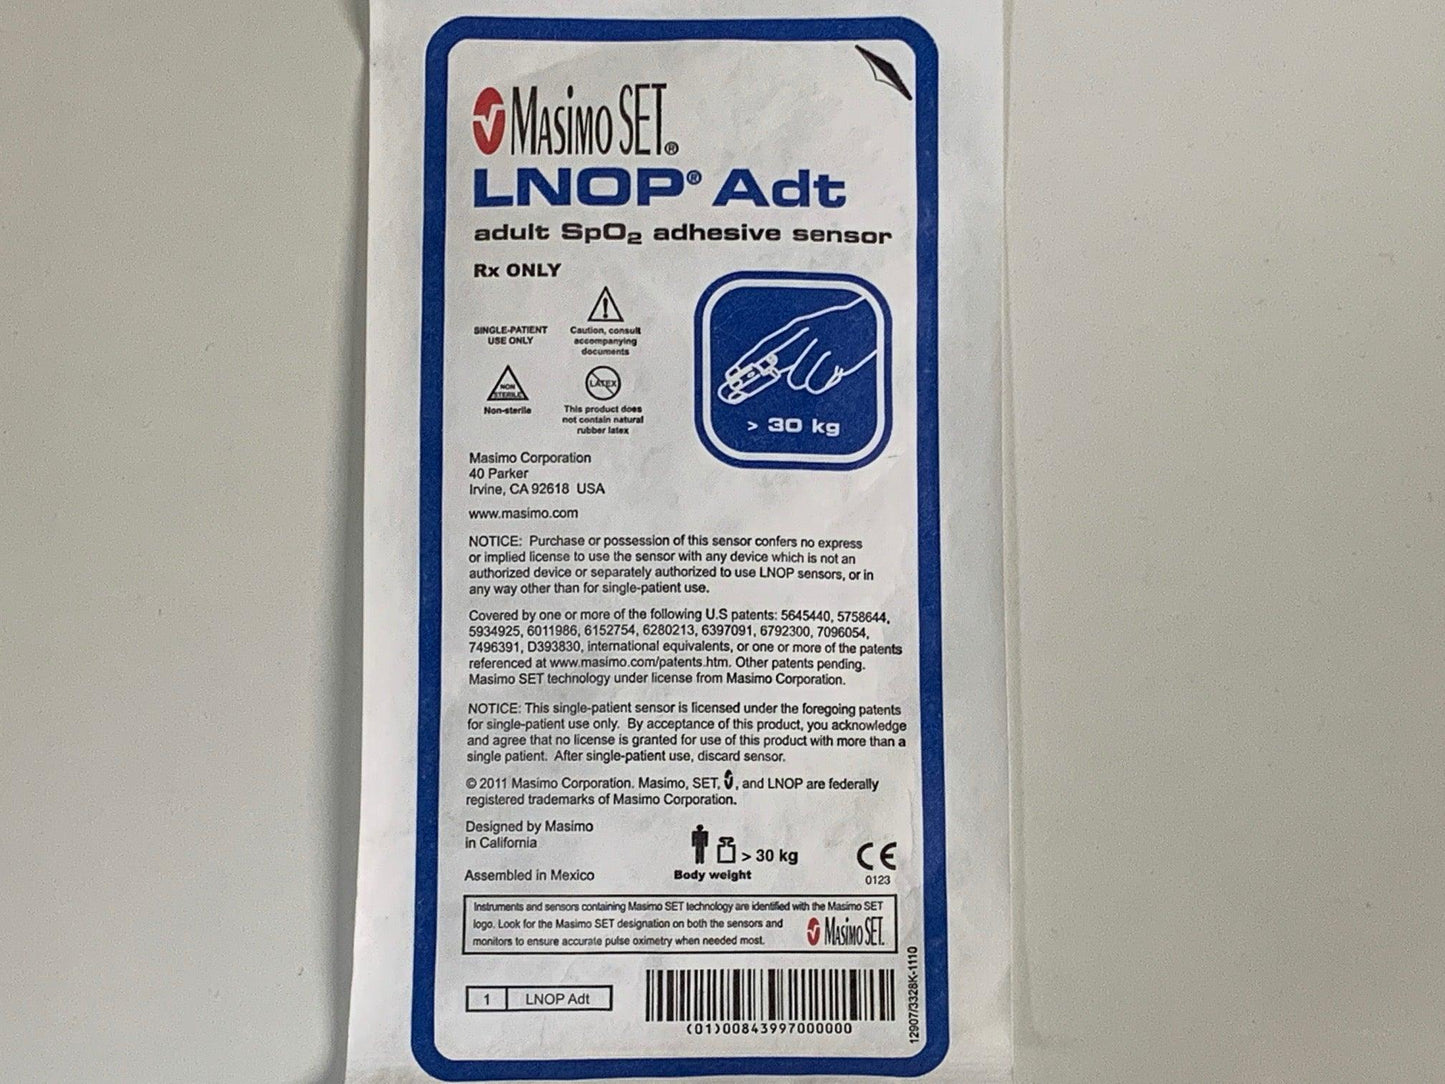 MASIMO SET®
LNOP® Adt
adult SpO2 adhesive sensor
Rx ONLY
SINGLE-PATIENT
USE ONLY
Caution, consult
accompanying
documents
NON
STERILE
Non-sterile
LATEX
This product does
not contain natural
rubber latex
> 30 kg
Masimo Corporation
40 Parker
Irvine, CA 92618 USA
www.masimo.com
NOTICE: Purchase or possession of this sensor confers no express
or implied license to use the sensor with any device which is not an
authorized device or separately authorized to use LNOP sensors, or in
any way other than for single-patient use.
Covered by one or more of the following U.S patents: 5645440, 5758644,
5934925, 6011986, 6152754, 6280213, 6397091, 6792300, 7096054,
7496391, D393830, international equivalents, or one or more of the patents
referenced at www.masimo.com/patents.htm. Other patents pending.
Masimo SET technology under license from Masimo Corporation.
NOTICE: This single-patient sensor is licensed under the foregoing patents
for single-patient use only. By acceptance of this product, you acknowledge
and agree that no license is granted for use of this product with more than a
single patient. After single-patient use, discard sensor.
© 2011 Masimo Corporation. Masimo, SET, , and LNOP are federally
registered trademarks of Masimo Corporation.
Designed by Masimo
in California
Assembled in Mexico
> 30 kg
Body weight
CE
0123
Instruments and sensors containing Masimo SET technology are identified with the Masimo SET
logo. Look for the Masimo SET designation on both the sensors and
monitors to ensure accurate pulse oximetry when needed most.
MASIMO SET.
1 LNOP Adt
(01)00843997000000
12907/3328K-1110